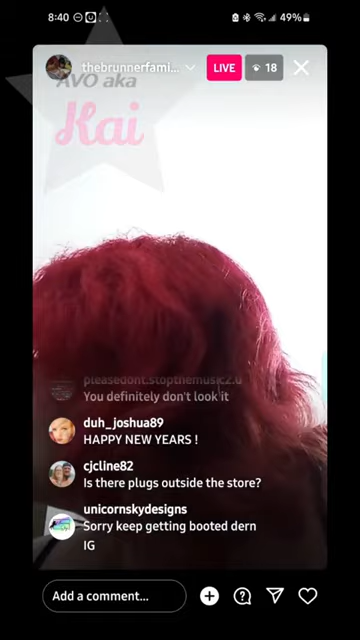 8:40
49%
thebrunnerfami...
LIVE
18
AVO aka
Kai
pleasedont.stopthemusic2.0
You definitely don't look it
duh_joshua89
HAPPY NEW YEARS !
cjcline82
Is there plugs outside the store?
unicornskydesigns
Sorry keep getting booted dern
IG
Add a comment...